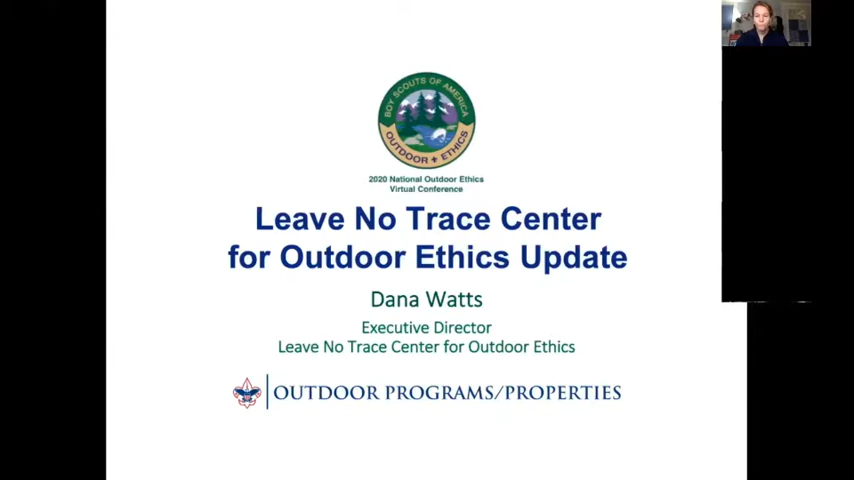 BOY SCOUTS OF AMERICA
OUTDOOR ETHICS
2020 National Outdoor Ethics
Virtual Conference
Leave No Trace Center
for Outdoor Ethics Update
Dana Watts
Executive Director
Leave No Trace Center for Outdoor Ethics
OUTDOOR PROGRAMS/PROPERTIES